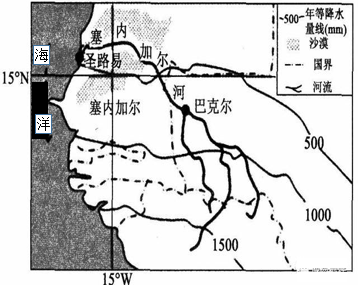 ~500~ 年等降水
量线(mm)
沙漠
国界
河流
塞 内 加 尔 河
海
洋
圣路易
15°N
塞内加尔
巴克尔
500
1000
1500
15°W